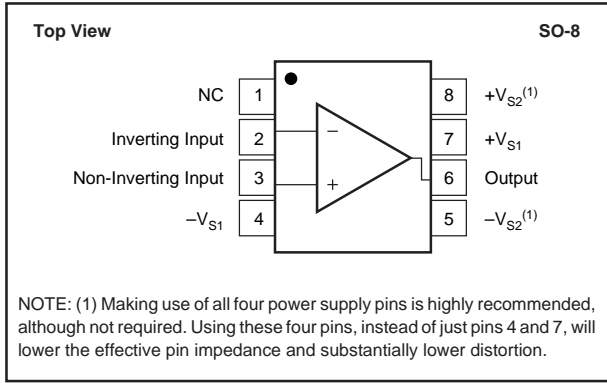 Top View SO-8
NC 1 8 +V_S2^(1)
Inverting Input 2 − 7 +V_S1
Non-Inverting Input 3 + 6 Output
–V_S1 4 5 –V_S2^(1)
NOTE: (1) Making use of all four power supply pins is highly recommended,
although not required. Using these four pins, instead of just pins 4 and 7, will
lower the effective pin impedance and substantially lower distortion.